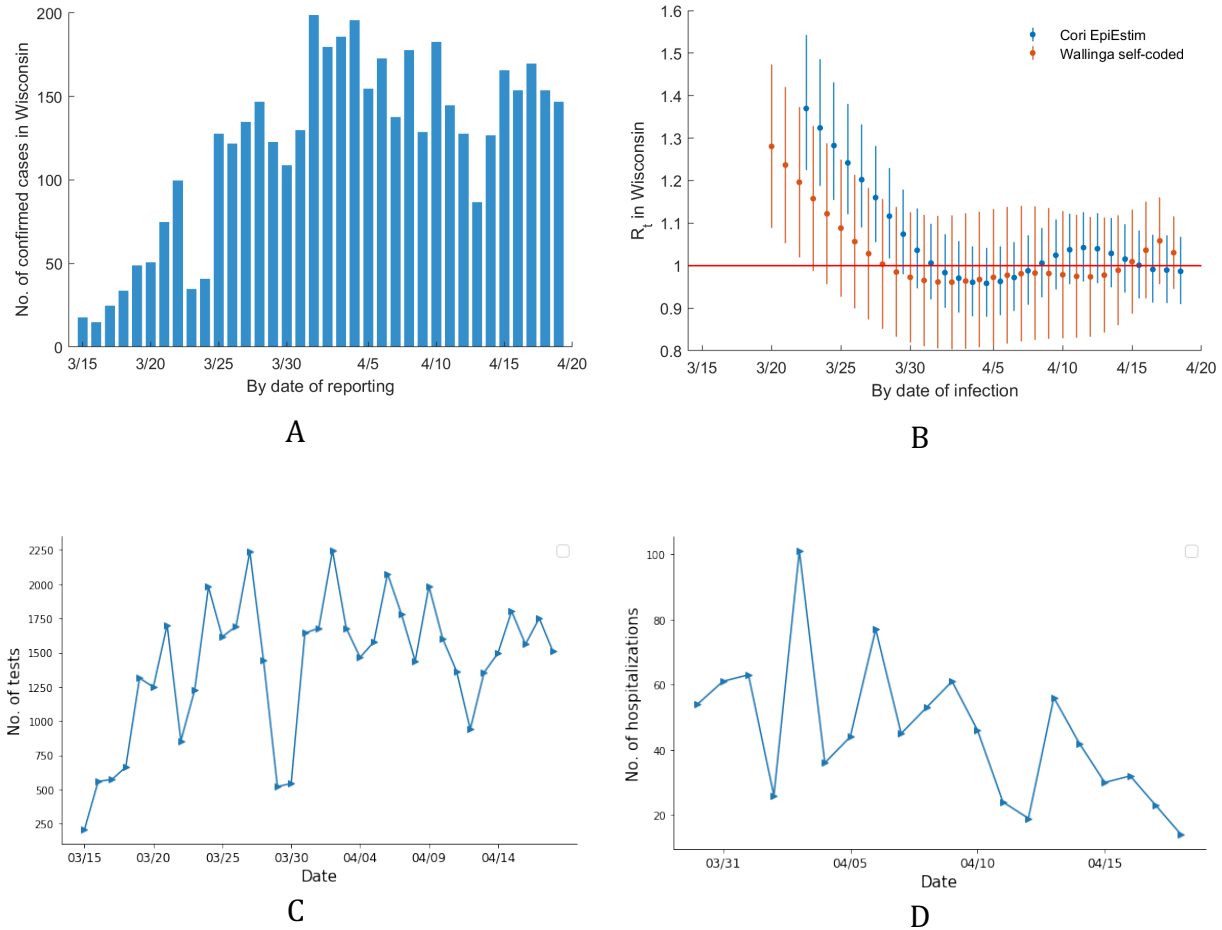 200
150
100
50
0
No. of confirmed cases in Wisconsin
3/15 3/20 3/25 3/30 4/5 4/10 4/15 4/20
By date of reporting
A
1.6
1.5
1.4
1.3
1.2
1.1
1
0.9
0.8
Rt in Wisconsin
Cori EpiEstim
Wallinga self-coded
3/15 3/20 3/25 3/30 4/5 4/10 4/15 4/20
By date of infection
B
2250
2000
1750
1500
1250
1000
750
500
250
No. of tests
03/15 03/20 03/25 03/30 04/04 04/09 04/14
Date
C
100
80
60
40
20
No. of hospitalizations
03/31 04/05 04/10 04/15
Date
D